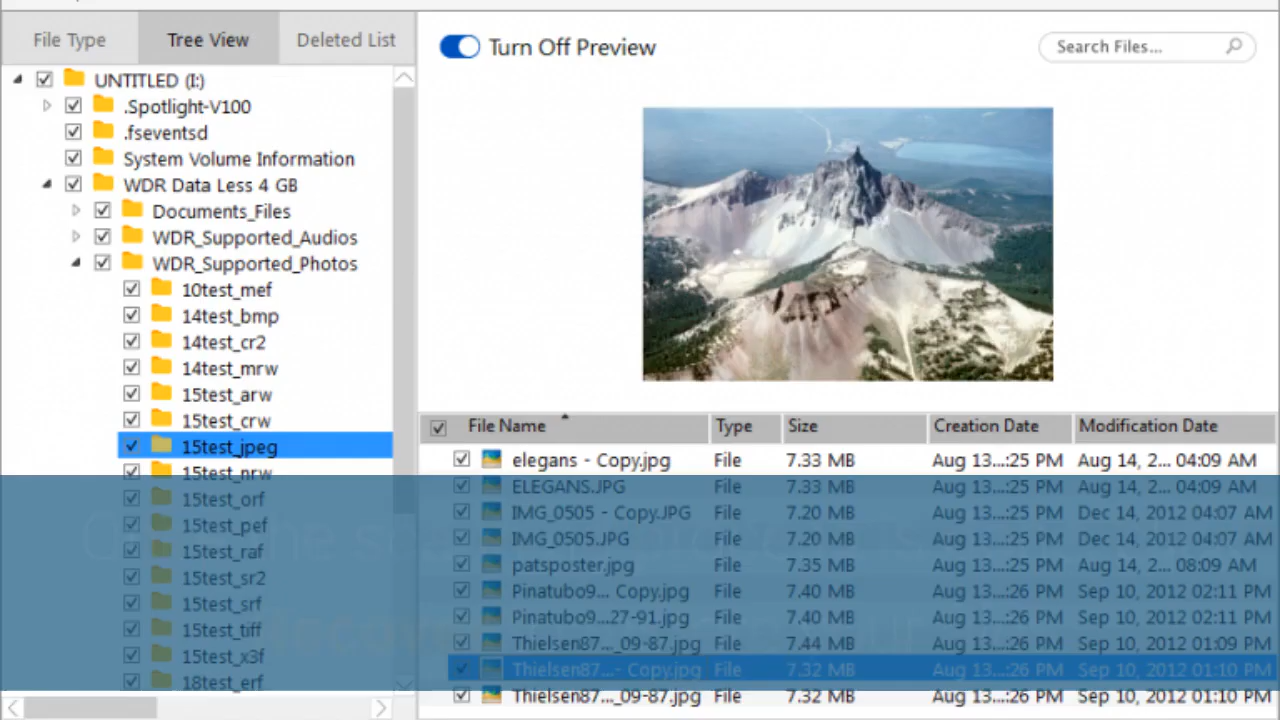 File Type Tree View Deleted List
Turn Off Preview
Search Files...
UNTITLED (I:)
.Spotlight-V100
.fseventsd
System Volume Information
WDR Data Less 4 GB
Documents_Files
WDR_Supported_Audios
WDR_Supported_Photos
10test_mef
14test_bmp
14test_cr2
14test_mrw
15test_arw
15test_crw
15test_jpeg
15test_nrw
15test_orf
15test_pef
15test_raf
15test_sr2
15test_srf
15test_tiff
15test_x3f
18test_erf
File Name Type Size Creation Date Modification Date
elegans - Copy.jpg File 7.33 MB Aug 13...:25 PM Aug 14, 2... 04:09 AM
ELEGANS.JPG File 7.33 MB Aug 13...:25 PM Aug 14, 2... 04:09 AM
IMG_0505 - Copy.JPG File 7.20 MB Aug 13...:25 PM Dec 14, 2012 04:07 AM
IMG_0505.JPG File 7.20 MB Aug 13...:25 PM Dec 14, 2012 04:07 AM
patsposter.jpg File 7.35 MB Aug 13...:25 PM Aug 14, 2... 08:09 AM
Pinatubo9... Copy.jpg File 7.40 MB Aug 13...:26 PM Sep 10, 2012 02:11 PM
Pinatubo9...27-91.jpg File 7.40 MB Aug 13...:26 PM Sep 10, 2012 02:11 PM
Thielsen87..._09-87.jpg File 7.44 MB Aug 13...:26 PM Sep 10, 2012 01:09 PM
Thielsen87...- Copy.jpg File 7.32 MB Aug 13...:26 PM Sep 10, 2012 01:10 PM
Thielsen87..._09-87.jpg File 7.32 MB Aug 13...:26 PM Sep 10, 2012 01:10 PM